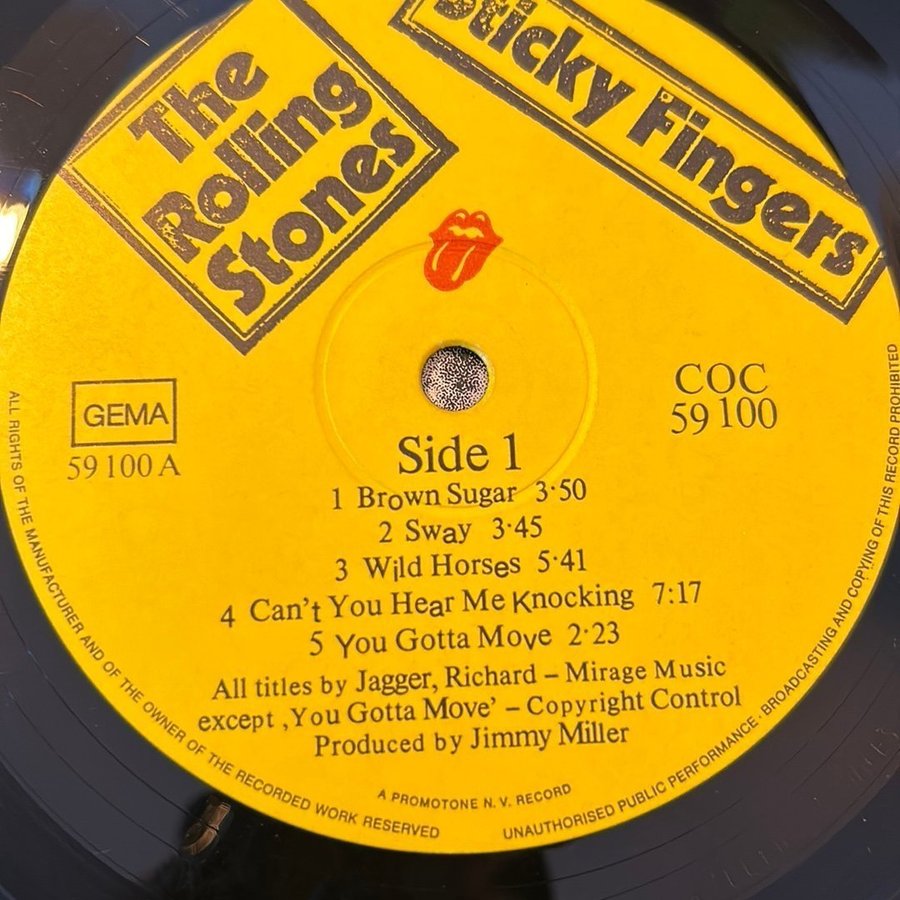 The
Rolling
Stones
Sticky Fingers
GEMA
59 100 A
COC
59 100
Side 1
1 Brown Sugar 3·50
2 Sway 3·45
3 Wild Horses 5·41
4 Can't You Hear Me Knocking 7:17
5 You Gotta Move 2·23
All titles by Jagger, Richard – Mirage Music
except ‚You Gotta Move' – Copyright Control
Produced by Jimmy Miller
A PROMOTONE N. V. RECORD
ALL RIGHTS OF THE MANUFACTURER AND OF THE OWNER OF THE RECORDED WORK RESERVED
UNAUTHORISED PUBLIC PERFORMANCE · BROADCASTING AND COPYING OF THIS RECORD PROHIBITED